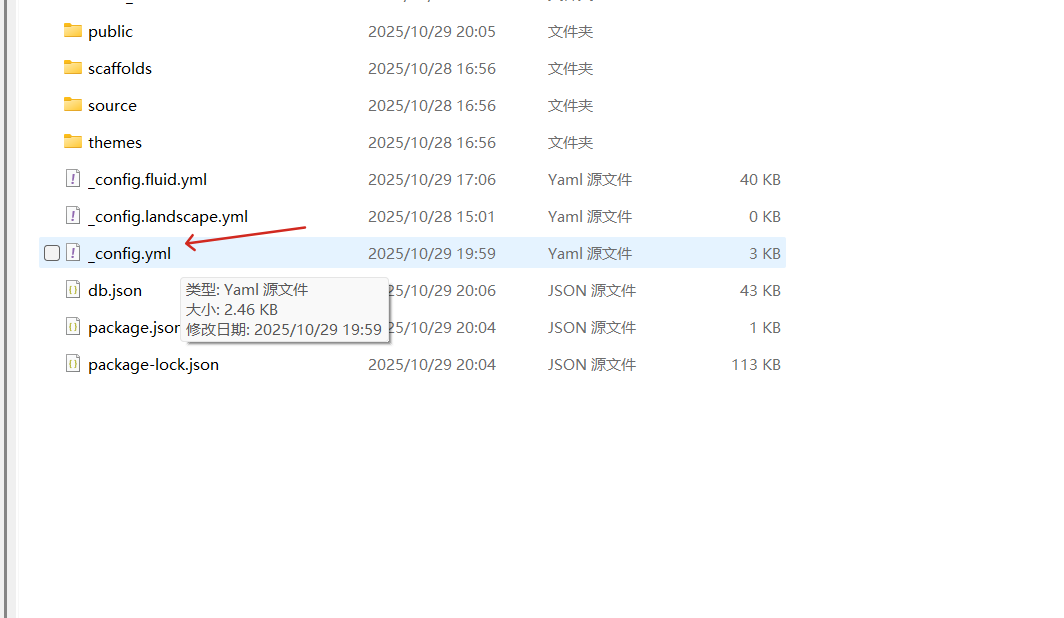 public 2025/10/29 20:05 文件夹
scaffolds 2025/10/28 16:56 文件夹
source 2025/10/28 16:56 文件夹
themes 2025/10/28 16:56 文件夹
_config.fluid.yml 2025/10/29 17:06 Yaml 源文件 40 KB
_config.landscape.yml 2025/10/28 15:01 Yaml 源文件 0 KB
_config.yml 2025/10/29 19:59 Yaml 源文件 3 KB
db.json 25/10/29 20:06 JSON 源文件 43 KB
package.json 25/10/29 20:04 JSON 源文件 1 KB
类型: Yaml 源文件
大小: 2.46 KB
修改日期: 2025/10/29 19:59
package-lock.json 2025/10/29 20:04 JSON 源文件 113 KB